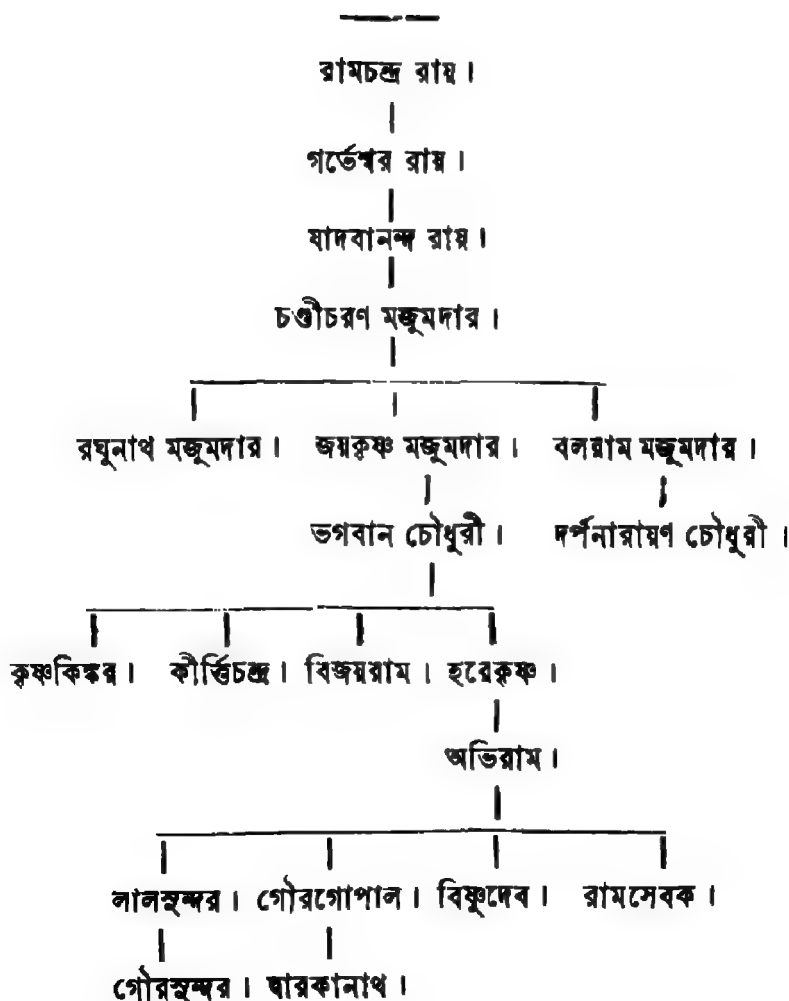 রামচন্দ্র রায়।
গর্ভেশ্বর রায়।
যাদবানন্দ রায়।
চণ্ডীচরণ মজুমদার।
রঘুনাথ মজুমদার। জয়কৃষ্ণ মজুমদার। বলরাম মজুমদার।
ভগবান চৌধুরী। দর্পনারায়ণ চৌধুরী।
কৃষ্ণকিঙ্কর। কীর্ত্তিচন্দ্র। বিজয়রাম। হরেকৃষ্ণ।
অভিরাম।
লালসুন্দর। গৌরগোপাল। বিষ্ণুদেব। রামসেবক।
গৌরসুন্দর। দ্বারকানাথ।